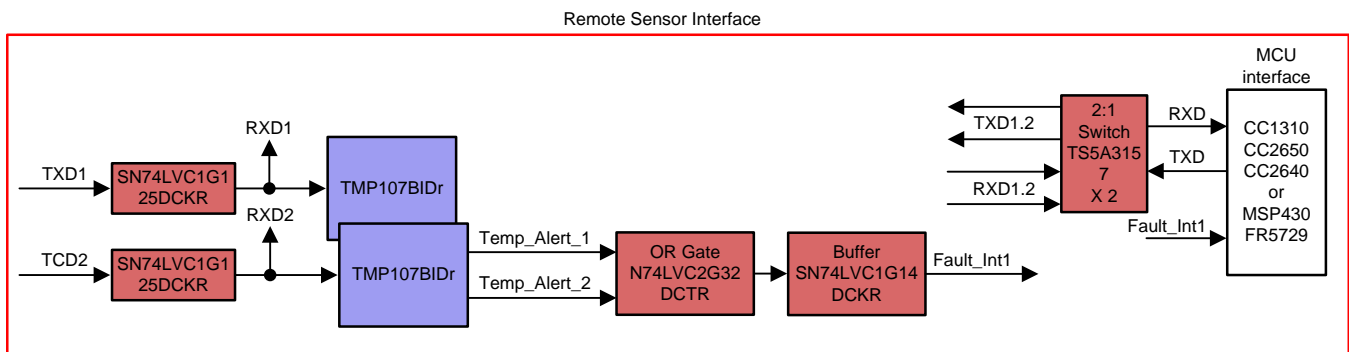 Remote Sensor Interface
TXD1
SN74LVC1G1
25DCKR
RXD1
TMP107BIDr
TCD2
SN74LVC1G1
25DCKR
RXD2
TMP107BIDr
Temp_Alert_1
Temp_Alert_2
OR Gate
N74LVC2G32
DCTR
Buffer
SN74LVC1G14
DCKR
Fault_Int1
TXD1.2
RXD1.2
2:1
Switch
TS5A315
7
X 2
RXD
TXD
Fault_Int1
MCU
interface
CC1310
CC2650
CC2640
or
MSP430
FR5729